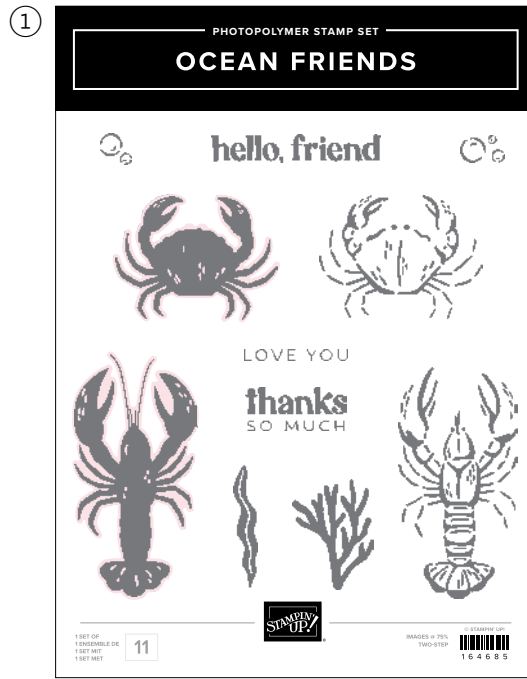 ①
PHOTOPOLYMER STAMP SET
OCEAN FRIENDS
hello, friend
LOVE YOU
thanks
SO MUCH
STAMPIN' UP!®
1 SET OF
1 ENSEMBLE DE
1 SET MIT
1 SET MET
11
IMAGES @ 75%
TWO-STEP
© STAMPIN' UP!
164685